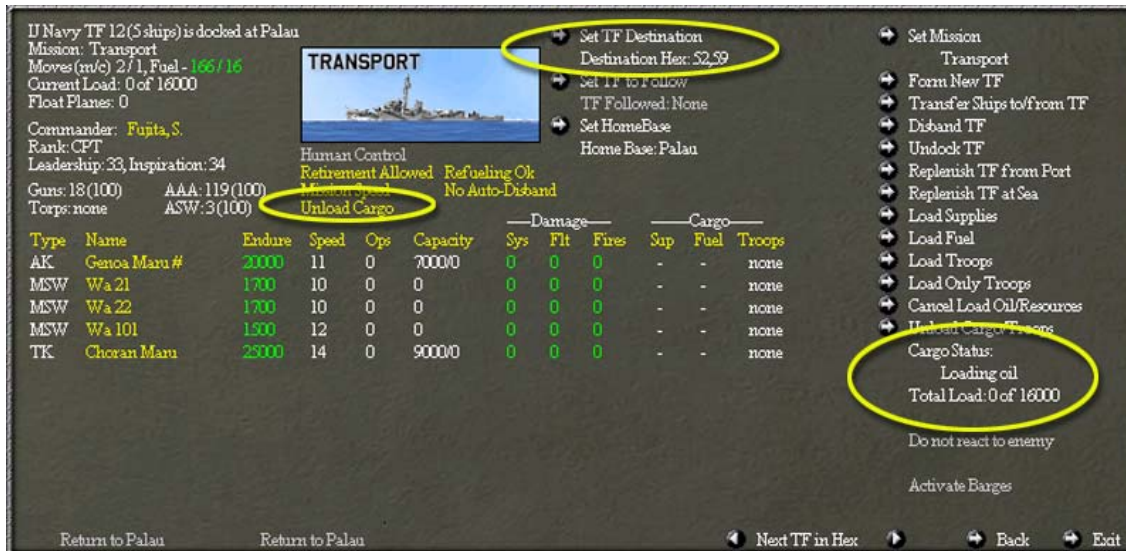 IJ Navy TF 12 (5 ships) is docked at Palau
Mission: Transport
Moves (m/c) 2 / 1, Fuel - 166 / 16
Current Load: 0 of 16000
Float Planes: 0
Commander: Fujita, S.
Rank: CPT
Leadership: 33, Inspiration: 34
Guns: 18 (100) AAA: 119 (100)
Torps: none ASW: 3 (100)
TRANSPORT
Human Control
Retirement Allowed Refueling Ok
Mission Speed No Auto-Disband
Unload Cargo
Set TF Destination
Destination Hex: 52,59
Set TF to Follow
TF Followed: None
Set HomeBase
Home Base: Palau
Set Mission
Transport
Form New TF
Transfer Ships to/from TF
Disband TF
Undock TF
Replenish TF from Port
Replenish TF at Sea
Load Supplies
Load Fuel
Load Troops
Load Only Troops
Cancel Load Oil/Resources
Unload Cargo/Troops
Cargo Status:
Loading oil
Total Load: 0 of 16000
Do not react to enemy
Activate Barges
Damage Cargo
Type Name Endure Speed Ops Capacity Sys Flt Fires Sup Fuel Troops
AK Genoa Maru # 20000 11 0 7000/0 0 0 0 - - none
MSW Wa 21 1700 10 0 0 0 0 0 - - none
MSW Wa 22 1700 10 0 0 0 0 0 - - none
MSW Wa 101 1500 12 0 0 0 0 0 - - none
TK Choran Maru 25000 14 0 9000/0 0 0 0 - - none
Return to Palau Return to Palau Next TF in Hex Back Exit